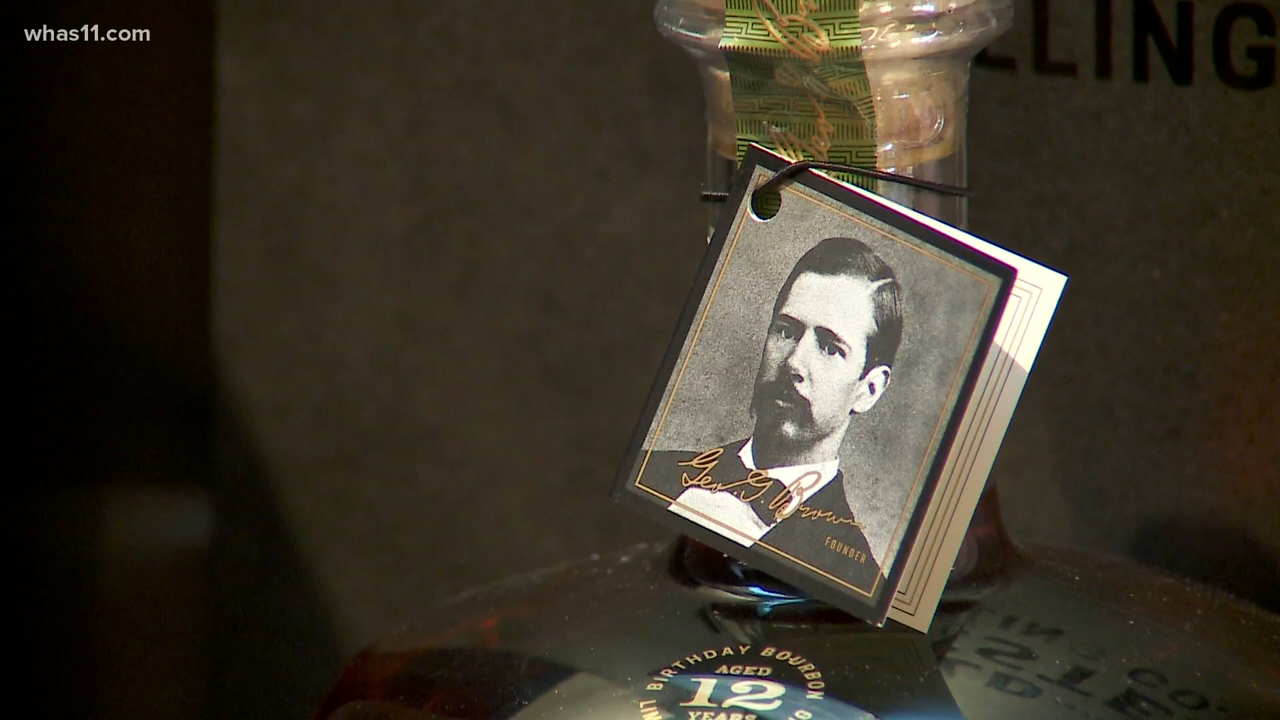 whas11.com
LLING
Geo. G. Brown
FOUNDER
BIRTHDAY BOURBON
AGED
12
YEARS